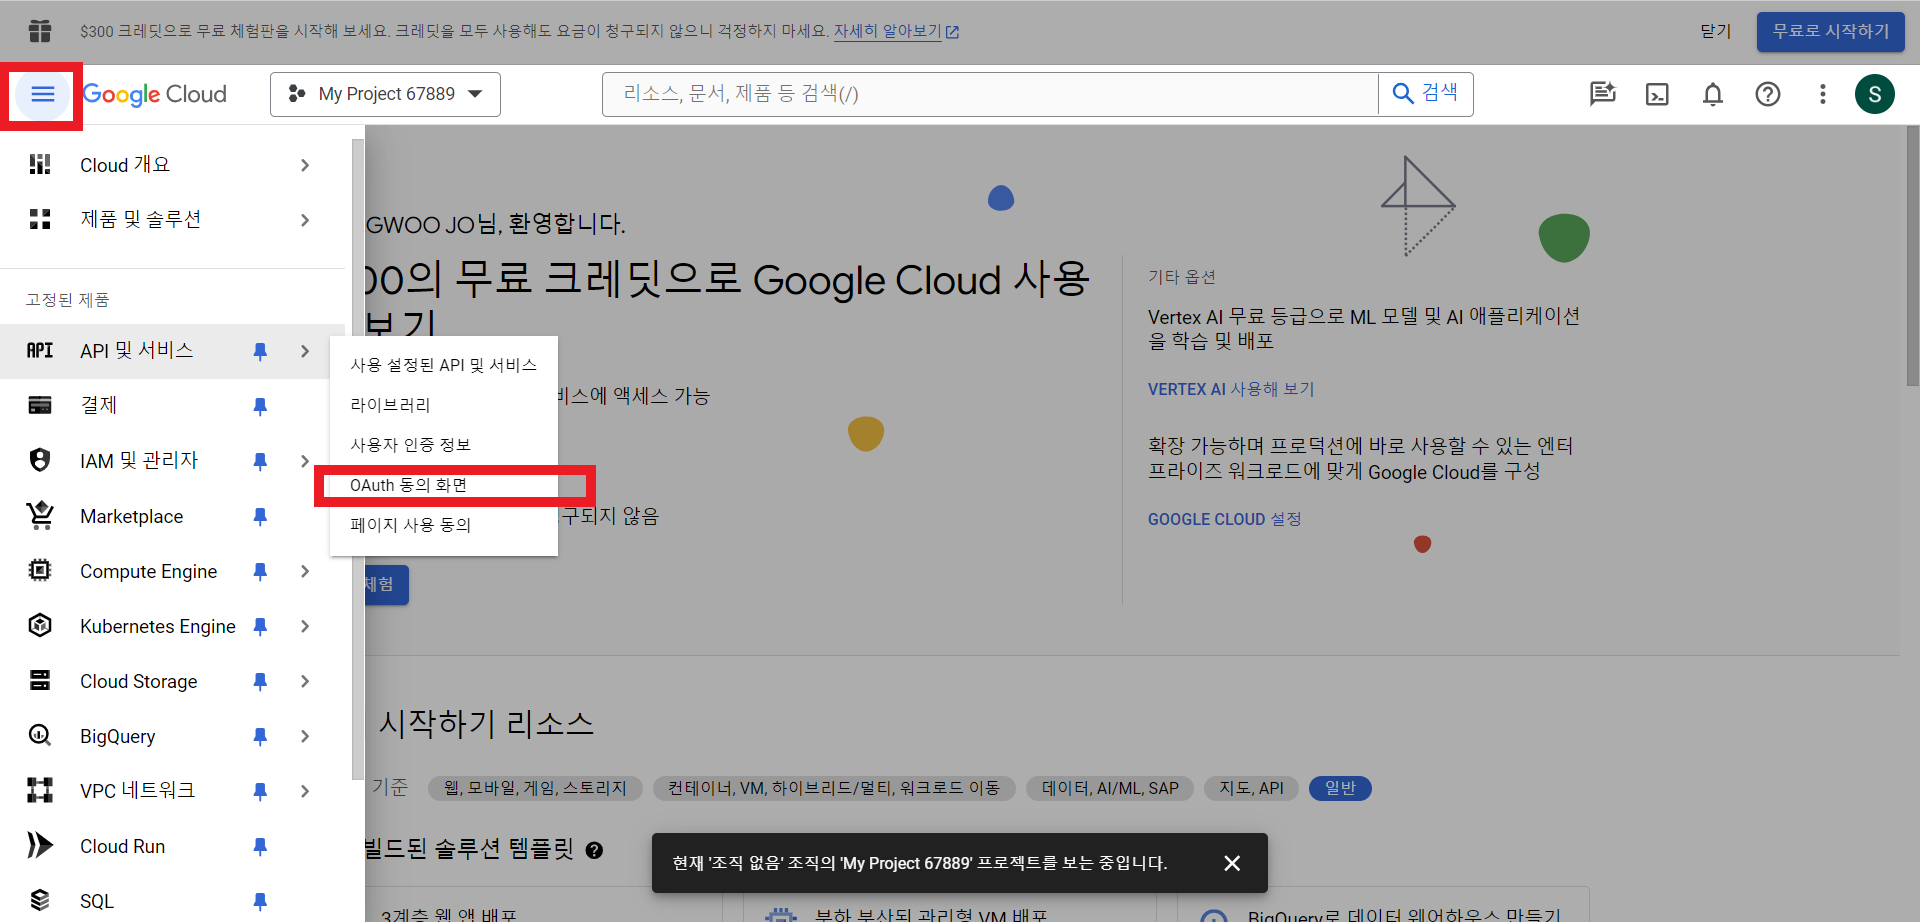 $300 크레딧으로 무료 체험판을 시작해 보세요. 크레딧을 모두 사용해도 요금이 청구되지 않으니 걱정하지 마세요. 자세히 알아보기
닫기
무료로 시작하기
Google Cloud
My Project 67889
리소스, 문서, 제품 등 검색(/)
검색
S
Cloud 개요
제품 및 솔루션
고정된 제품
API API 및 서비스
결제
IAM 및 관리자
Marketplace
Compute Engine
Kubernetes Engine
Cloud Storage
BigQuery
VPC 네트워크
Cloud Run
SQL
사용 설정된 API 및 서비스
라이브러리
사용자 인증 정보
OAuth 동의 화면
페이지 사용 동의
GWOO JO님, 환영합니다.
00의 무료 크레딧으로 Google Cloud 사용
보기
비스에 액세스 가능
구되지 않음
체험
기타 옵션
Vertex AI 무료 등급으로 ML 모델 및 AI 애플리케이션
을 학습 및 배포
VERTEX AI 사용해 보기
확장 가능하며 프로덕션에 바로 사용할 수 있는 엔터
프라이즈 워크로드에 맞게 Google Cloud를 구성
GOOGLE CLOUD 설정
시작하기 리소스
기준
웹, 모바일, 게임, 스토리지
컨테이너, VM, 하이브리드/멀티, 워크로드 이동
데이터, AI/ML, SAP
지도, API
일반
빌드된 솔루션 템플릿
현재 '조직 없음' 조직의 'My Project 67889' 프로젝트를 보는 중입니다.
3계층 웹 앱 배포
부하 분산된 관리형 VM 배포
BigQuery로 데이터 웨어하우스 만들기